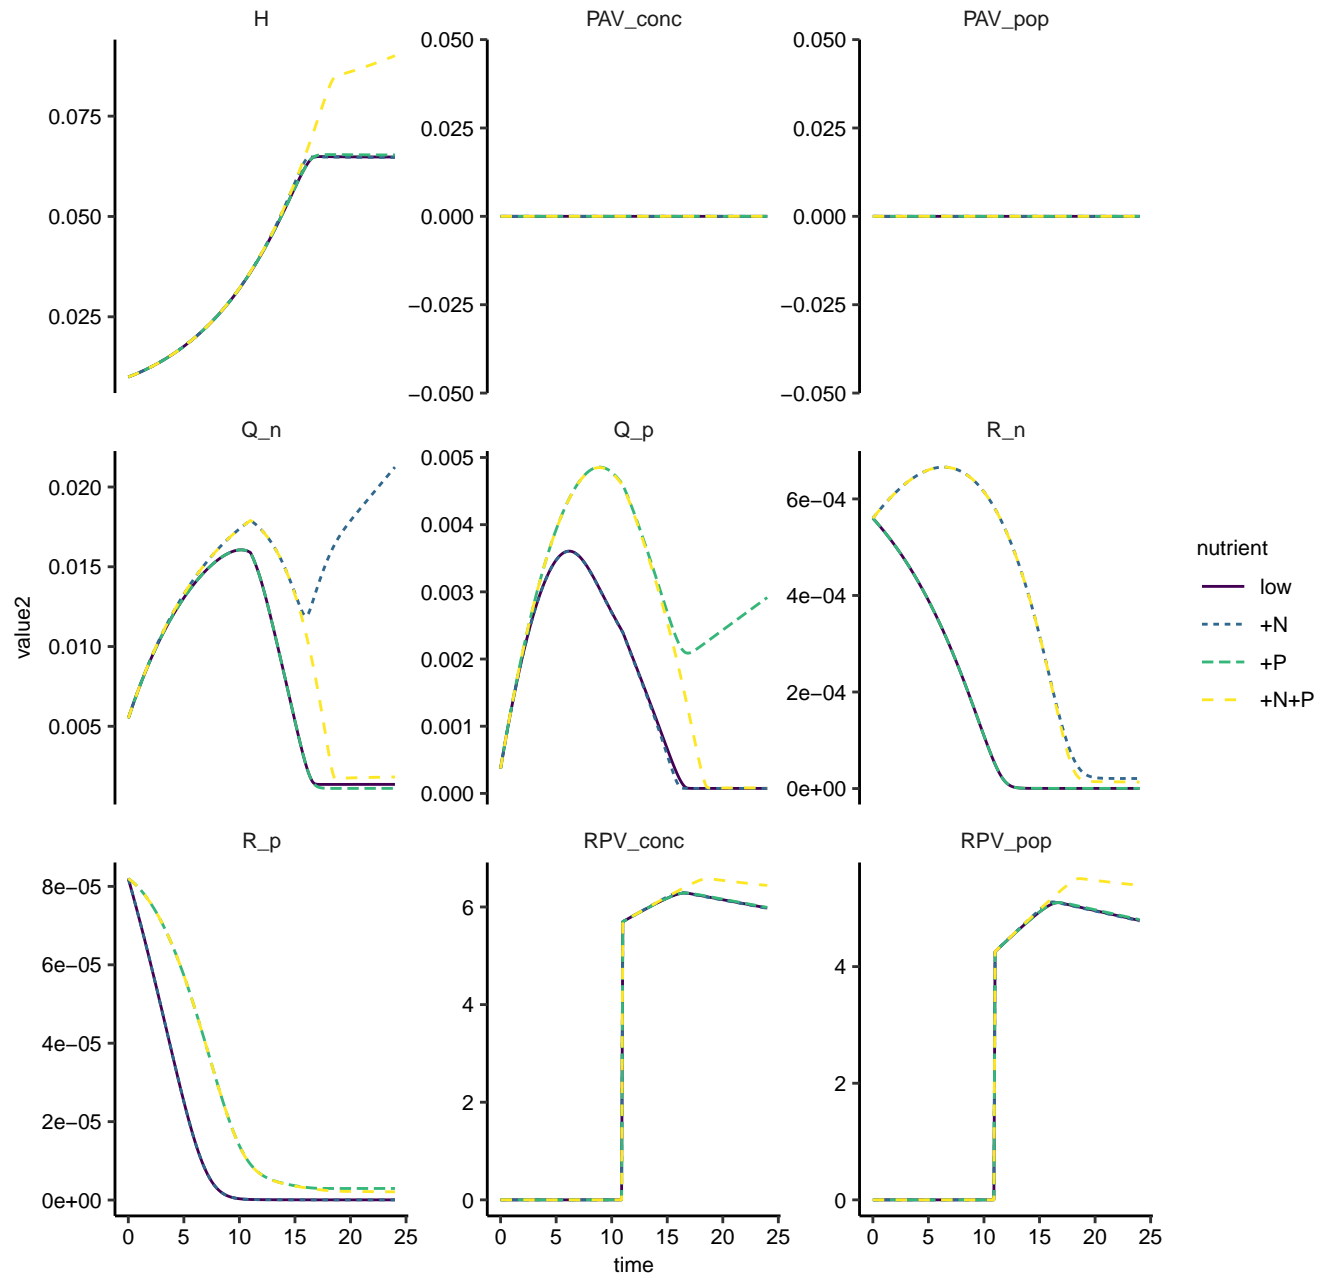 H
PAV_conc
PAV_pop
0.075
0.050
0.025
0.050
0.025
0.000
−0.025
−0.050
0.050
0.025
0.000
−0.025
−0.050
Q_n
Q_p
R_n
0.020
0.015
0.010
0.005
0.005
0.004
0.003
0.002
0.001
0.000
6e−04
4e−04
2e−04
0e+00
R_p
RPV_conc
RPV_pop
8e−05
6e−05
4e−05
2e−05
0e+00
6
4
2
0
4
2
0
0 5 10 15 20 25
0 5 10 15 20 25
0 5 10 15 20 25
time
value2
nutrient
low
+N
+P
+N+P